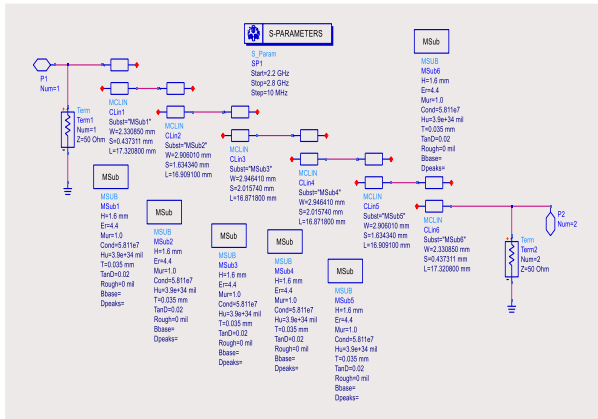 S-PARAMETERS
S_Param
SP1
Start=2.2 GHz
Stop=2.8 GHz
Step=10 MHz
MSub
MSUB
MSub6
H=1.6 mm
Er=4.4
Mur=1.0
Cond=5.811e7
Hu=3.9e+34 mil
T=0.035 mm
TanD=0.02
Rough=0 mil
Bbase=
Dpeaks=
P1
Num=1
Term
Term1
Num=1
Z=50 Ohm
MCLIN
CLin1
Subst="MSub1"
W=2.330850 mm
S=0.437311 mm
L=17.320800 mm
MCLIN
CLin2
Subst="MSub2"
W=2.906010 mm
S=1.634340 mm
L=16.909100 mm
MCLIN
CLin3
Subst="MSub3"
W=2.946410 mm
S=2.015740 mm
L=16.871800 mm
MCLIN
CLin4
Subst="MSub4"
W=2.946410 mm
S=2.015740 mm
L=16.871800 mm
MCLIN
CLin5
Subst="MSub5"
W=2.906010 mm
S=1.634340 mm
L=16.909100 mm
MCLIN
CLin6
Subst="MSub6"
W=2.330850 mm
S=0.437311 mm
L=17.320800 mm
P2
Num=2
Term
Term2
Num=2
Z=50 Ohm
MSub
MSUB
MSub1
H=1.6 mm
Er=4.4
Mur=1.0
Cond=5.811e7
Hu=3.9e+34 mil
T=0.035 mm
TanD=0.02
Rough=0 mil
Bbase=
Dpeaks=
MSub
MSUB
MSub2
H=1.6 mm
Er=4.4
Mur=1.0
Cond=5.811e7
Hu=3.9e+34 mil
T=0.035 mm
TanD=0.02
Rough=0 mil
Bbase=
Dpeaks=
MSub
MSUB
MSub3
H=1.6 mm
Er=4.4
Mur=1.0
Cond=5.811e7
Hu=3.9e+34 mil
T=0.035 mm
TanD=0.02
Rough=0 mil
Bbase=
Dpeaks=
MSub
MSUB
MSub4
H=1.6 mm
Er=4.4
Mur=1.0
Cond=5.811e7
Hu=3.9e+34 mil
T=0.035 mm
TanD=0.02
Rough=0 mil
Bbase=
Dpeaks=
MSub
MSUB
MSub5
H=1.6 mm
Er=4.4
Mur=1.0
Cond=5.811e7
Hu=3.9e+34 mil
T=0.035 mm
TanD=0.02
Rough=0 mil
Bbase=
Dpeaks=